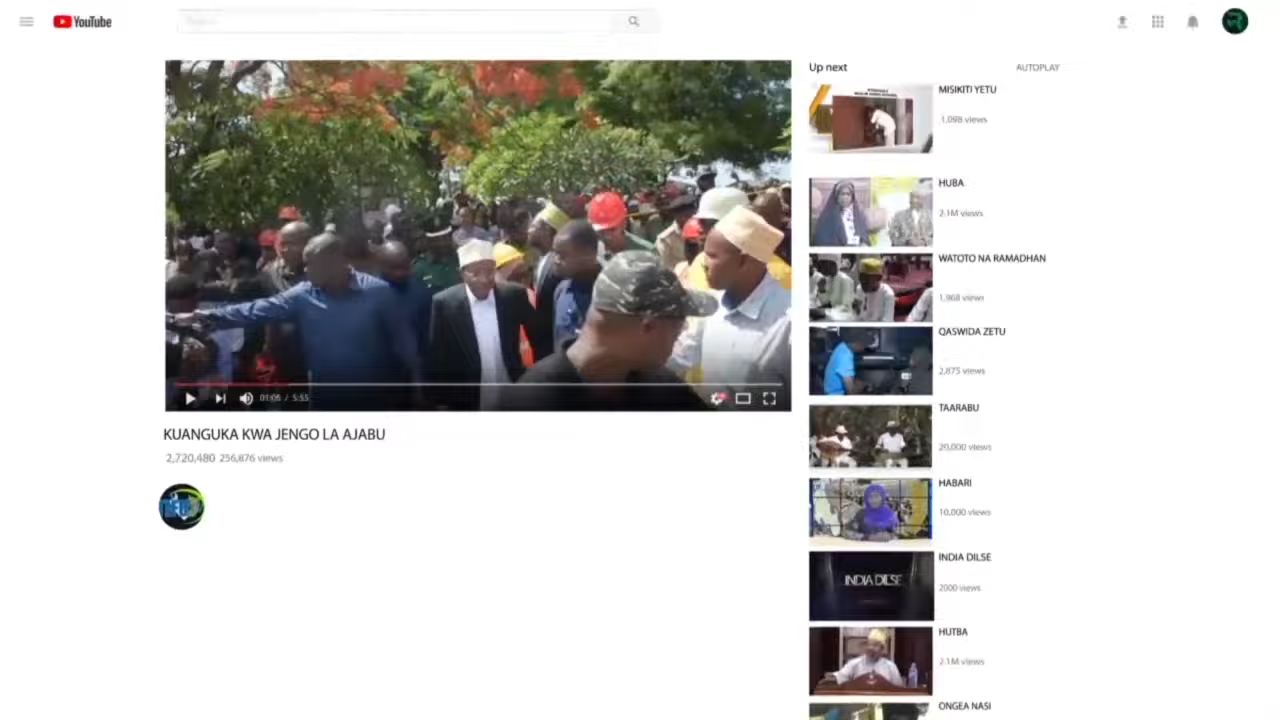 YouTube
Search
01:06 / 5:55
KUANGUKA KWA JENGO LA AJABU
2,720,480 256,876 views
NEWS
Up next
AUTOPLAY
MISIKITI YETU
1,098 views
HUBA
2.1M views
WATOTO NA RAMADHAN
1,968 views
QASWIDA ZETU
2,875 views
TAARABU
20,000 views
HABARI
10,000 views
INDIA DILSE
INDIA DILSE
2000 views
HUTBA
2.1M views
ONGEA NASI